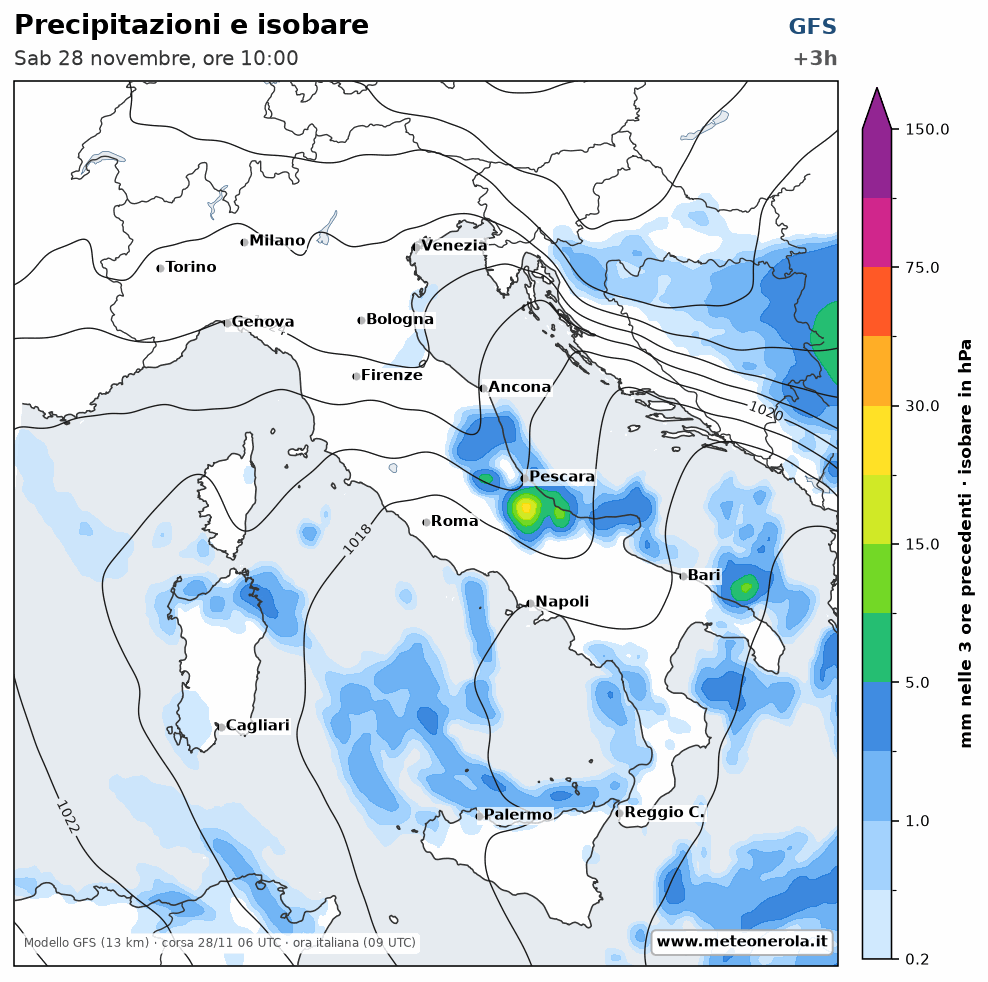 Precipitazioni e isobare
GFS
Sab 28 novembre, ore 10:00
+3h
150.0
75.0
30.0
15.0
5.0
1.0
0.2
mm nelle 3 ore precedenti · isobare in hPa
Milano
Venezia
Torino
Genova
Bologna
Firenze
Ancona
1020
Pescara
Roma
1018
Bari
Napoli
Cagliari
1022
Palermo
Reggio C.
Modello GFS (13 km) · corsa 28/11 06 UTC · ora italiana (09 UTC)
www.meteonerola.it